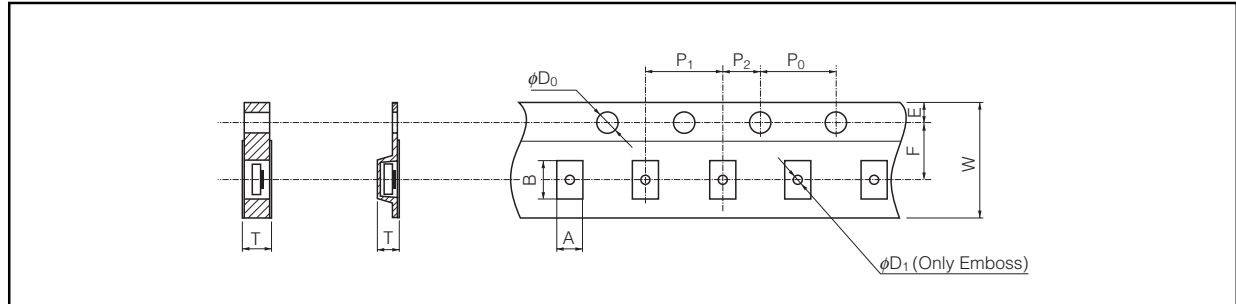 P₁
P₂
P₀
ϕD₀
E
F
W
B
A
T
T
ϕD₁ (Only Emboss)